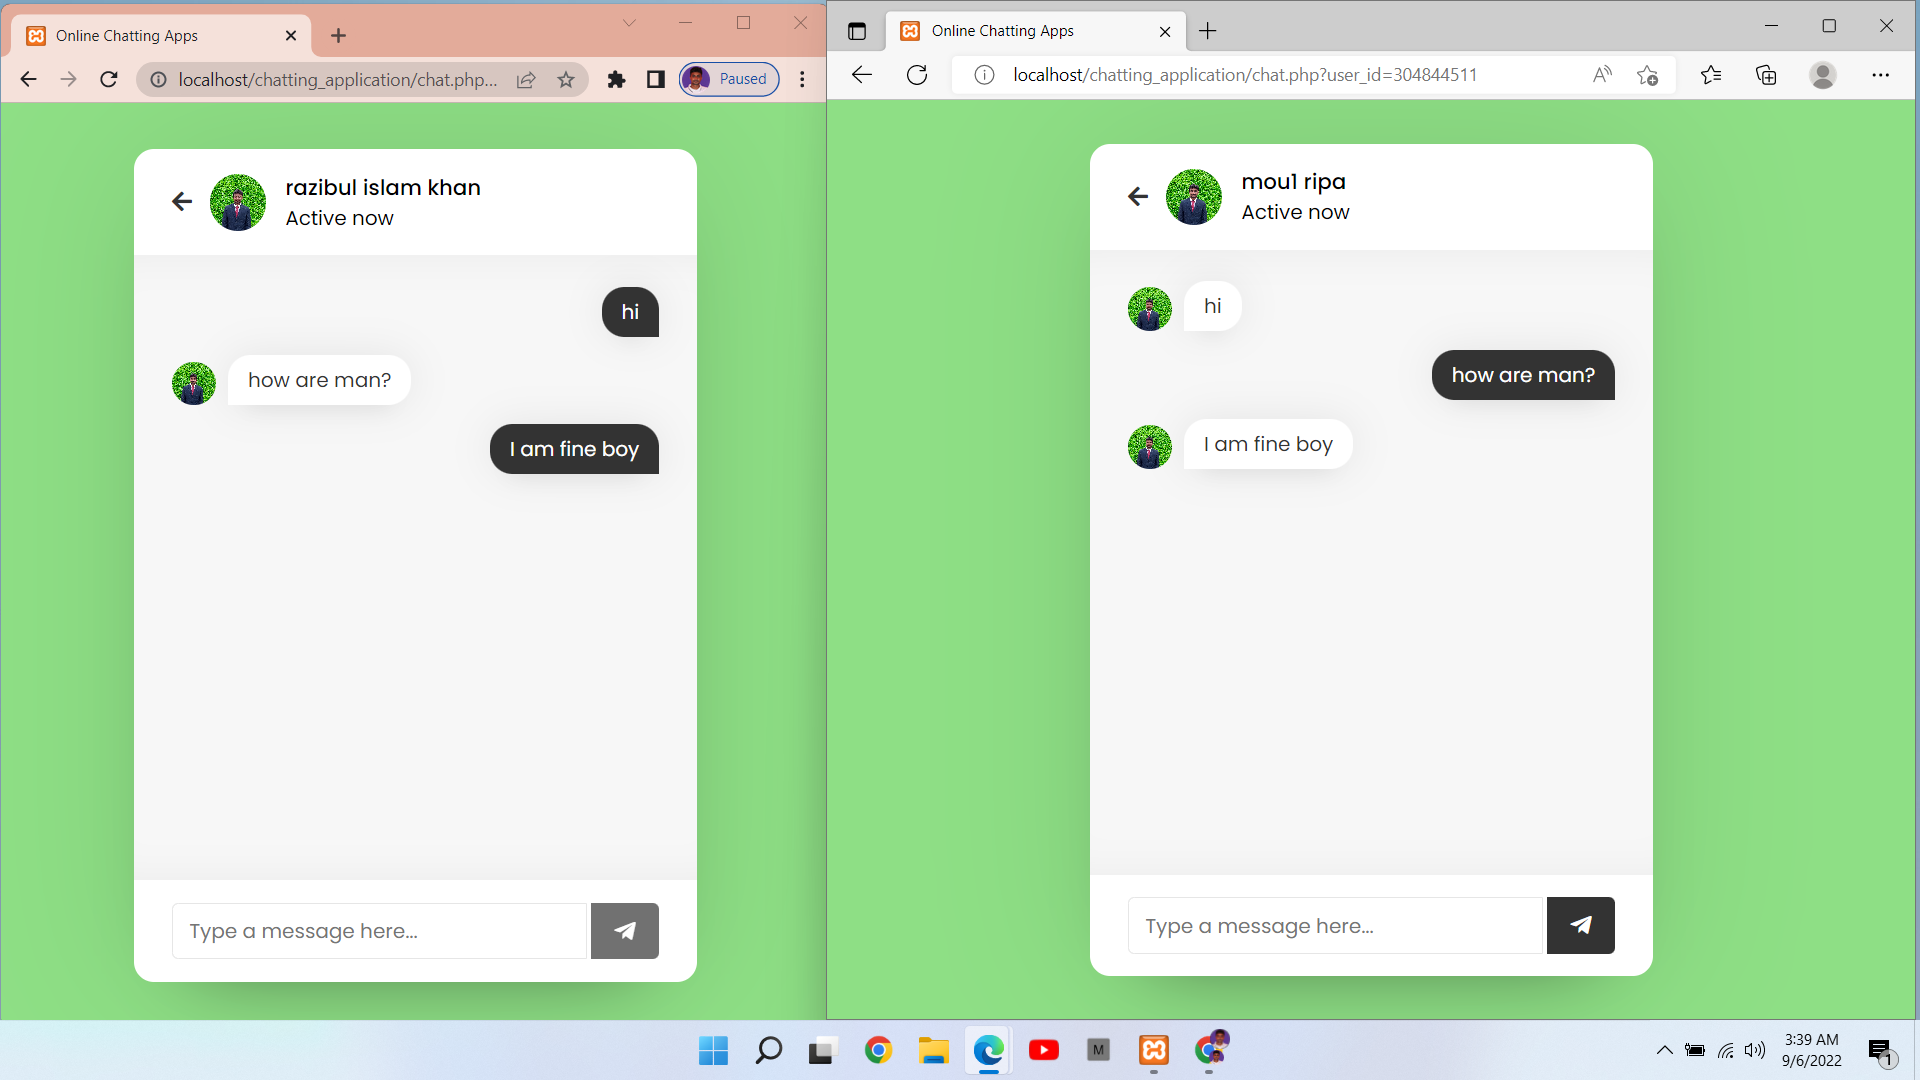 Online Chatting Apps
localhost/chatting_application/chat.php...
Paused
razibul islam khan
Active now
hi
how are man?
I am fine boy
Type a message here...
Online Chatting Apps
localhost/chatting_application/chat.php?user_id=304844511
mou1 ripa
Active now
hi
how are man?
I am fine boy
Type a message here...
M
3:39 AM
9/6/2022
1